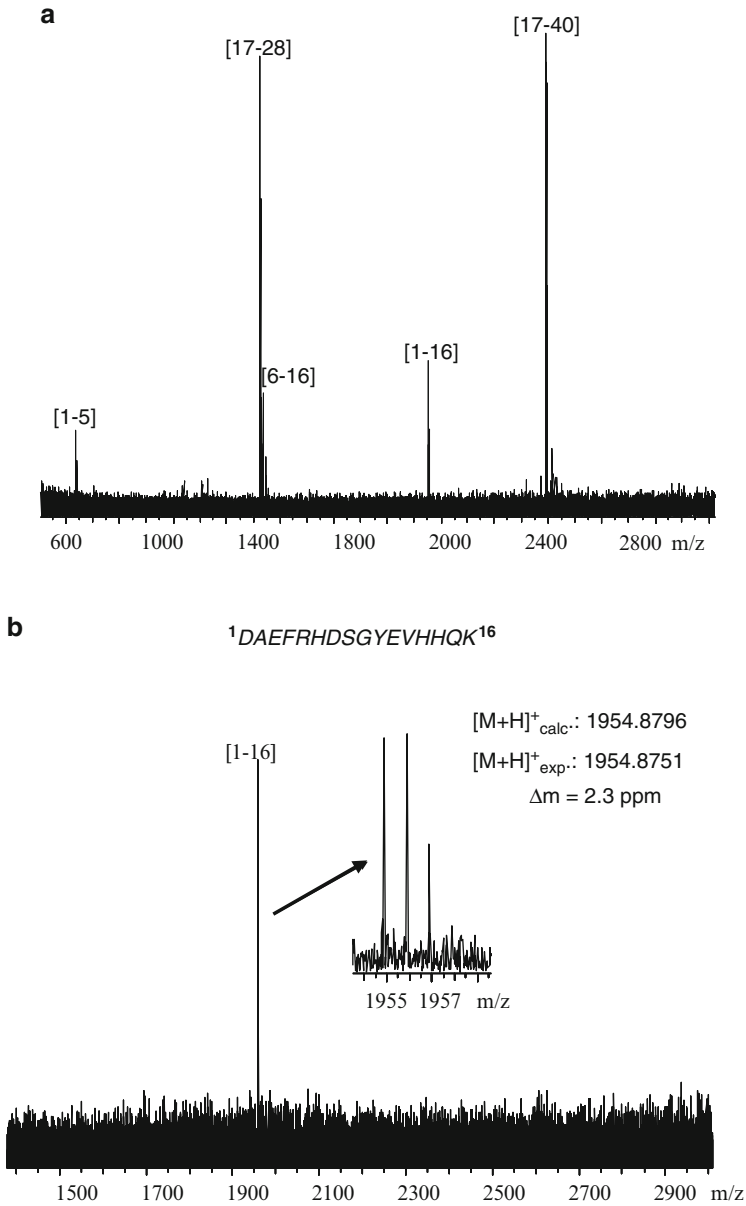 a
[17-40]
[17-28]
[1-16]
[6-16]
[1-5]
600 1000 1400 1800 2000 2400 2800 m/z
b
¹DAEFRHDSGYEVHHQK¹⁶
[M+H]⁺calc.: 1954.8796
[1-16]
[M+H]⁺exp.: 1954.8751
Δm = 2.3 ppm
1955 1957 m/z
1500 1700 1900 2100 2300 2500 2700 2900 m/z